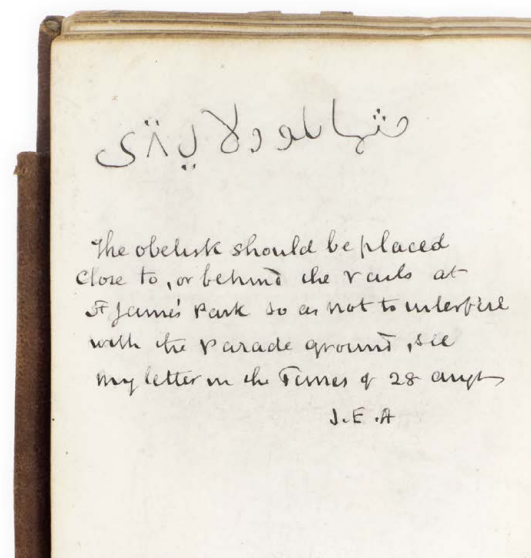 The obelisk should be placed
close to, or behind the rails at
St James' Park so as not to interfere
with the Parade ground, see
my letter in the Times of 28 augt
J.E.A